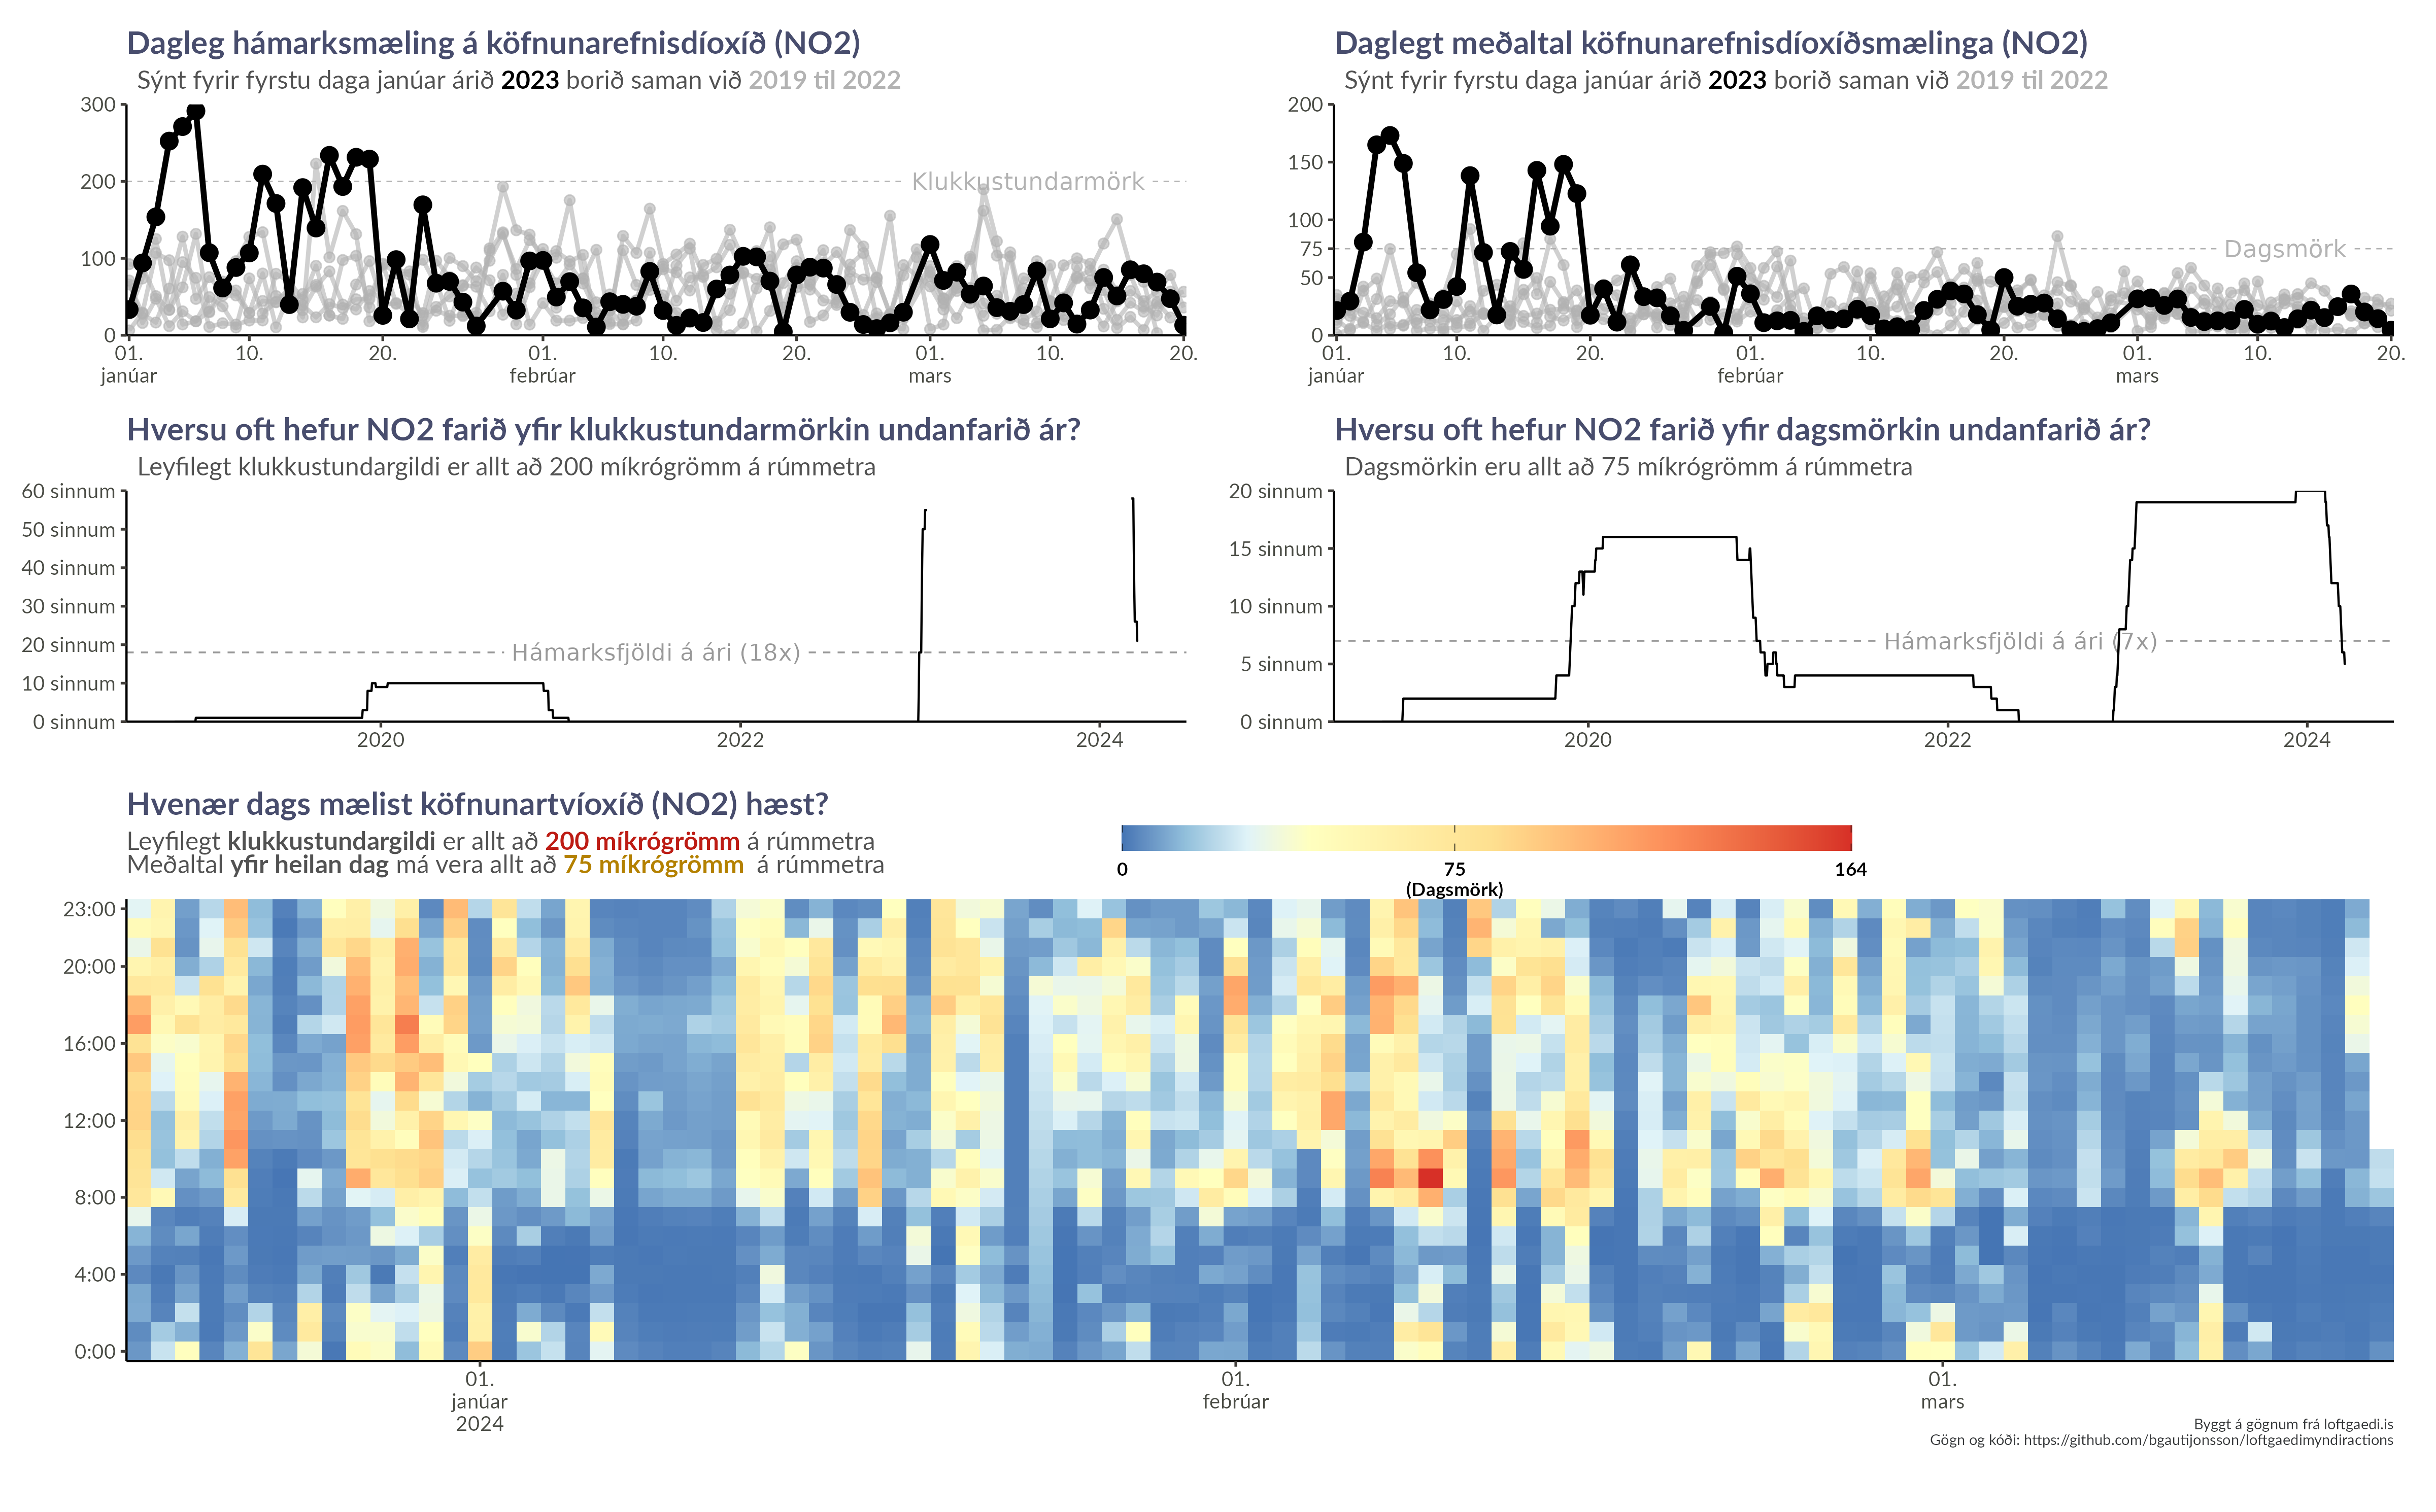 Dagleg hámarksmæling á köfnunarefnisdíoxíð (NO2)
Sýnt fyrir fyrstu daga janúar árið 2023 borið saman við 2019 til 2022
300
200
100
0
Klukkustundarmörk
01. 10. 20. 01. 10. 20. 01. 10. 20.
janúar febrúar mars
Daglegt meðaltal köfnunarefnisdíoxíðsmælinga (NO2)
Sýnt fyrir fyrstu daga janúar árið 2023 borið saman við 2019 til 2022
200
150
100
75
50
0
Dagsmörk
01. 10. 20. 01. 10. 20. 01. 10. 20.
janúar febrúar mars
Hversu oft hefur NO2 farið yfir klukkustundarmörkin undanfarið ár?
Leyfilegt klukkustundargildi er allt að 200 míkrógrömm á rúmmetra
60 sinnum
50 sinnum
40 sinnum
30 sinnum
20 sinnum
10 sinnum
0 sinnum
Hámarksfjöldi á ári (18x)
2020 2022 2024
Hversu oft hefur NO2 farið yfir dagsmörkin undanfarið ár?
Dagsmörkin eru allt að 75 míkrógrömm á rúmmetra
20 sinnum
15 sinnum
10 sinnum
5 sinnum
0 sinnum
Hámarksfjöldi á ári (7x)
2020 2022 2024
Hvenær dags mælist köfnunartvíoxíð (NO2) hæst?
Leyfilegt klukkustundargildi er allt að 200 míkrógrömm á rúmmetra
Meðaltal yfir heilan dag má vera allt að 75 míkrógrömm á rúmmetra
0 75 164
(Dagsmörk)
23:00
20:00
16:00
12:00
8:00
4:00
0:00
01. 01. 01.
janúar febrúar mars
2024
Byggt á gögnum frá loftgaedi.is
Gögn og kóði: https://github.com/bgautijonsson/loftgaedimyndiractions